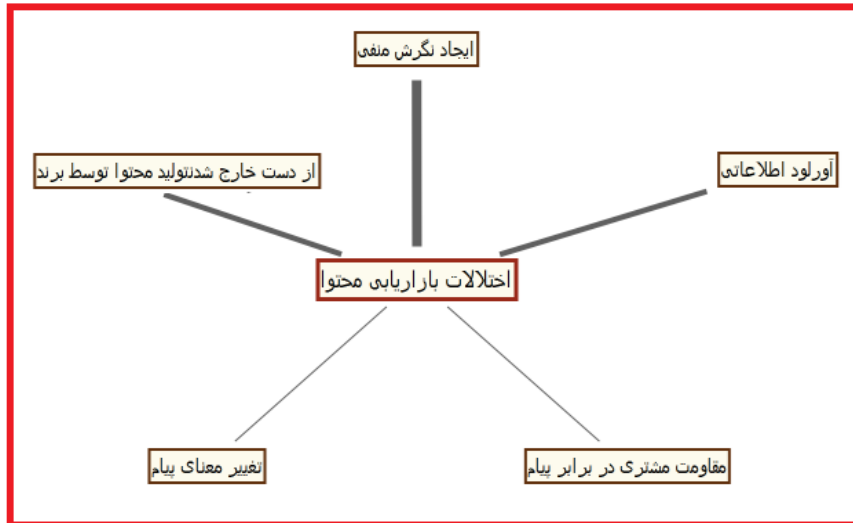 ایجاد نگرش منفی
آورلود اطلاعاتی
از دست خارج شدنتولید محتوا توسط برند
اختلالات بازاریابی محتوا
مقاومت مشتری در برابر پیام
تغییر معنای پیام